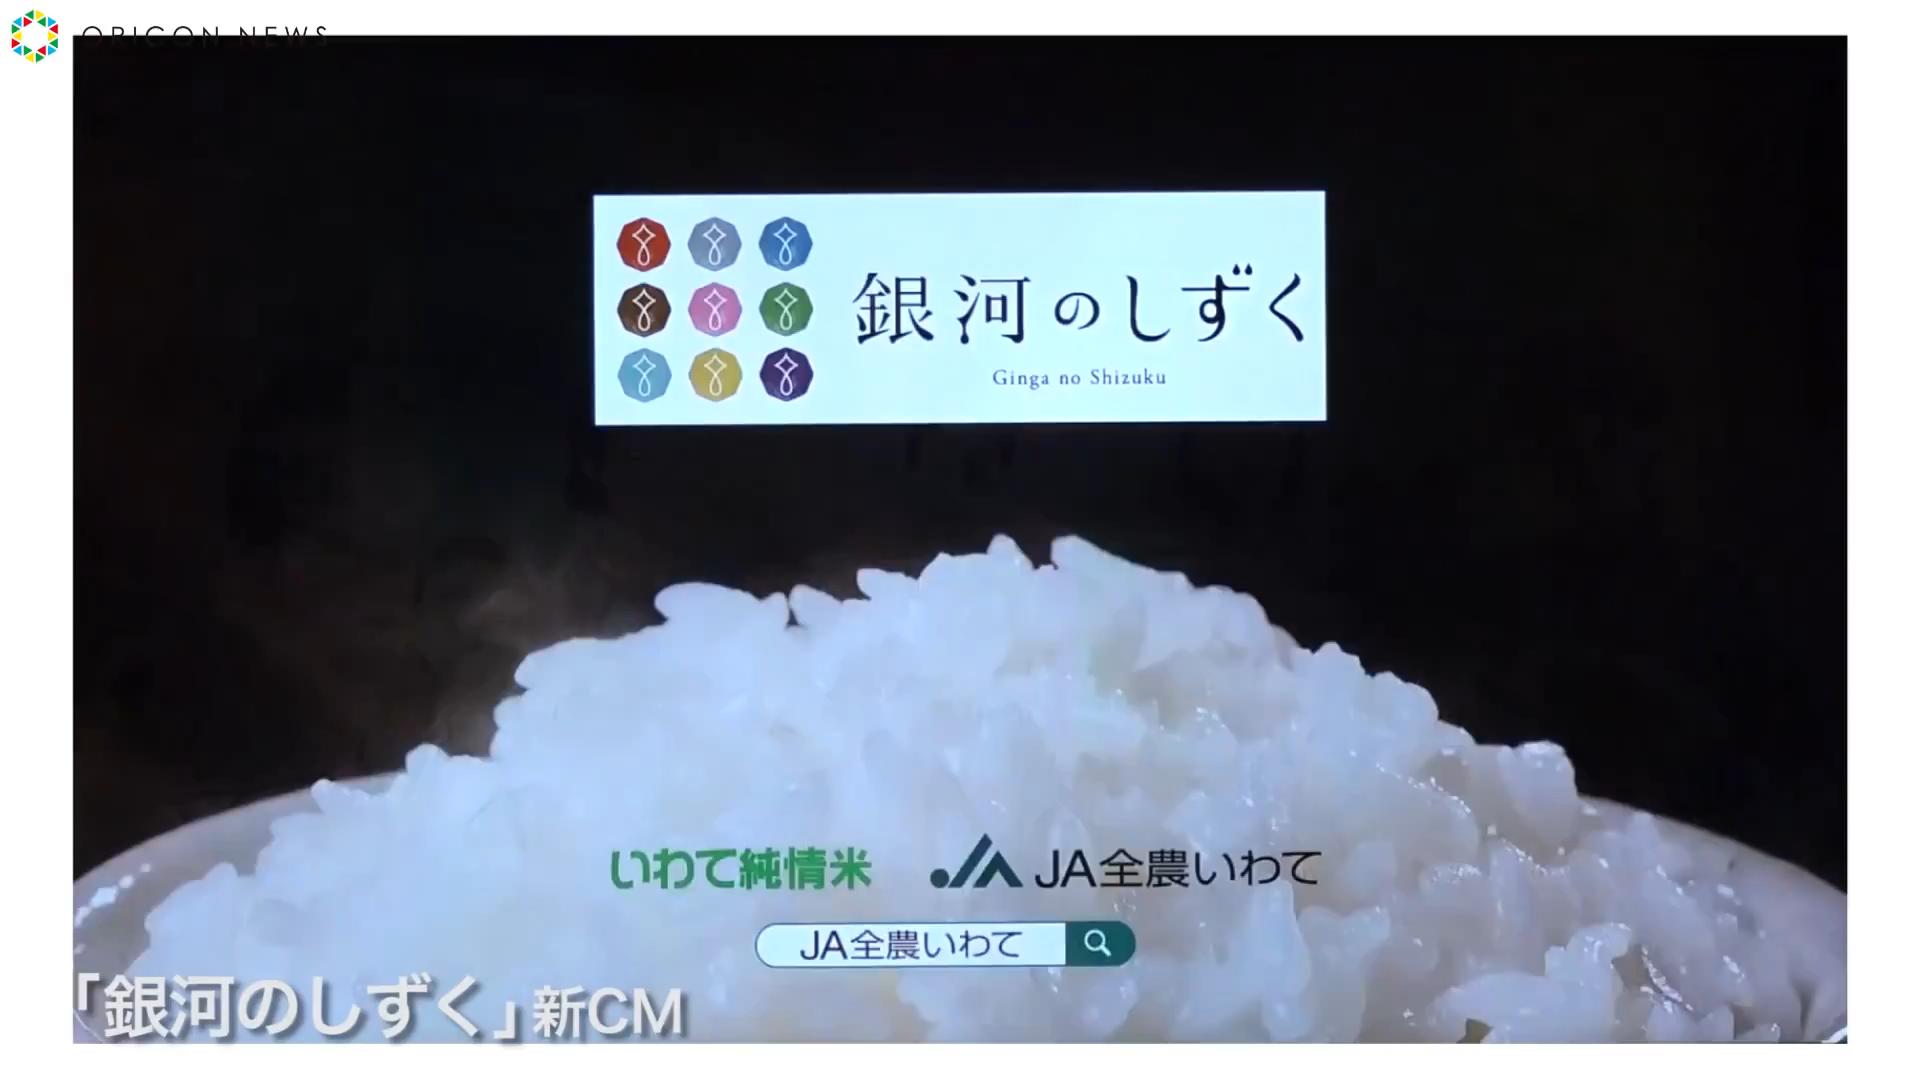 ORICON NEWS
銀河のしずく
Ginga no Shizuku
いわて純情米
JA全農いわて
JA全農いわて
「銀河のしずく」新CM